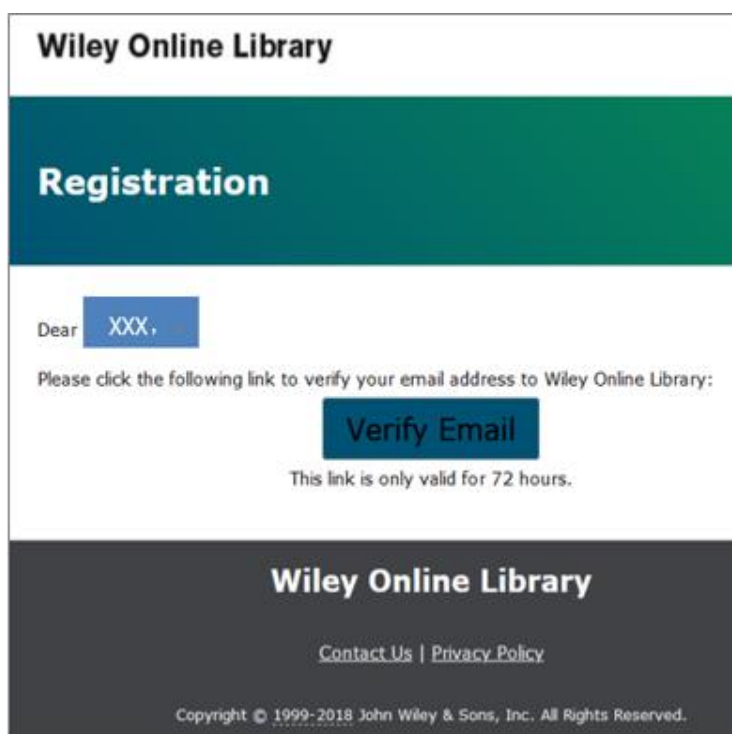 Wiley Online Library
Registration
Dear XXX，
Please click the following link to verify your email address to Wiley Online Library:
Verify Email
This link is only valid for 72 hours.
Wiley Online Library
Contact Us | Privacy Policy
Copyright © 1999-2018 John Wiley & Sons, Inc. All Rights Reserved.